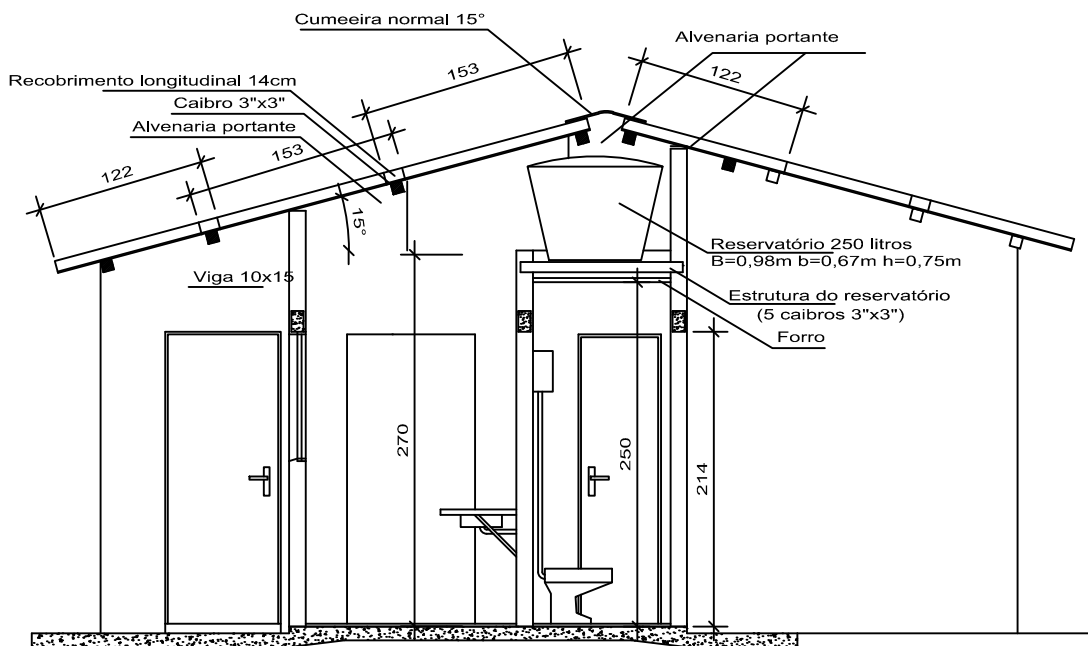 Cumeeira normal 15°
Alvenaria portante
153
122
Recobrimento longitudinal 14cm
Caibro 3"x3"
Alvenaria portante
153
122
15°
Reservatório 250 litros
B=0,98m b=0,67m h=0,75m
Viga 10x15
Estrutura do reservatório
(5 caibros 3"x3")
Forro
270
250
214